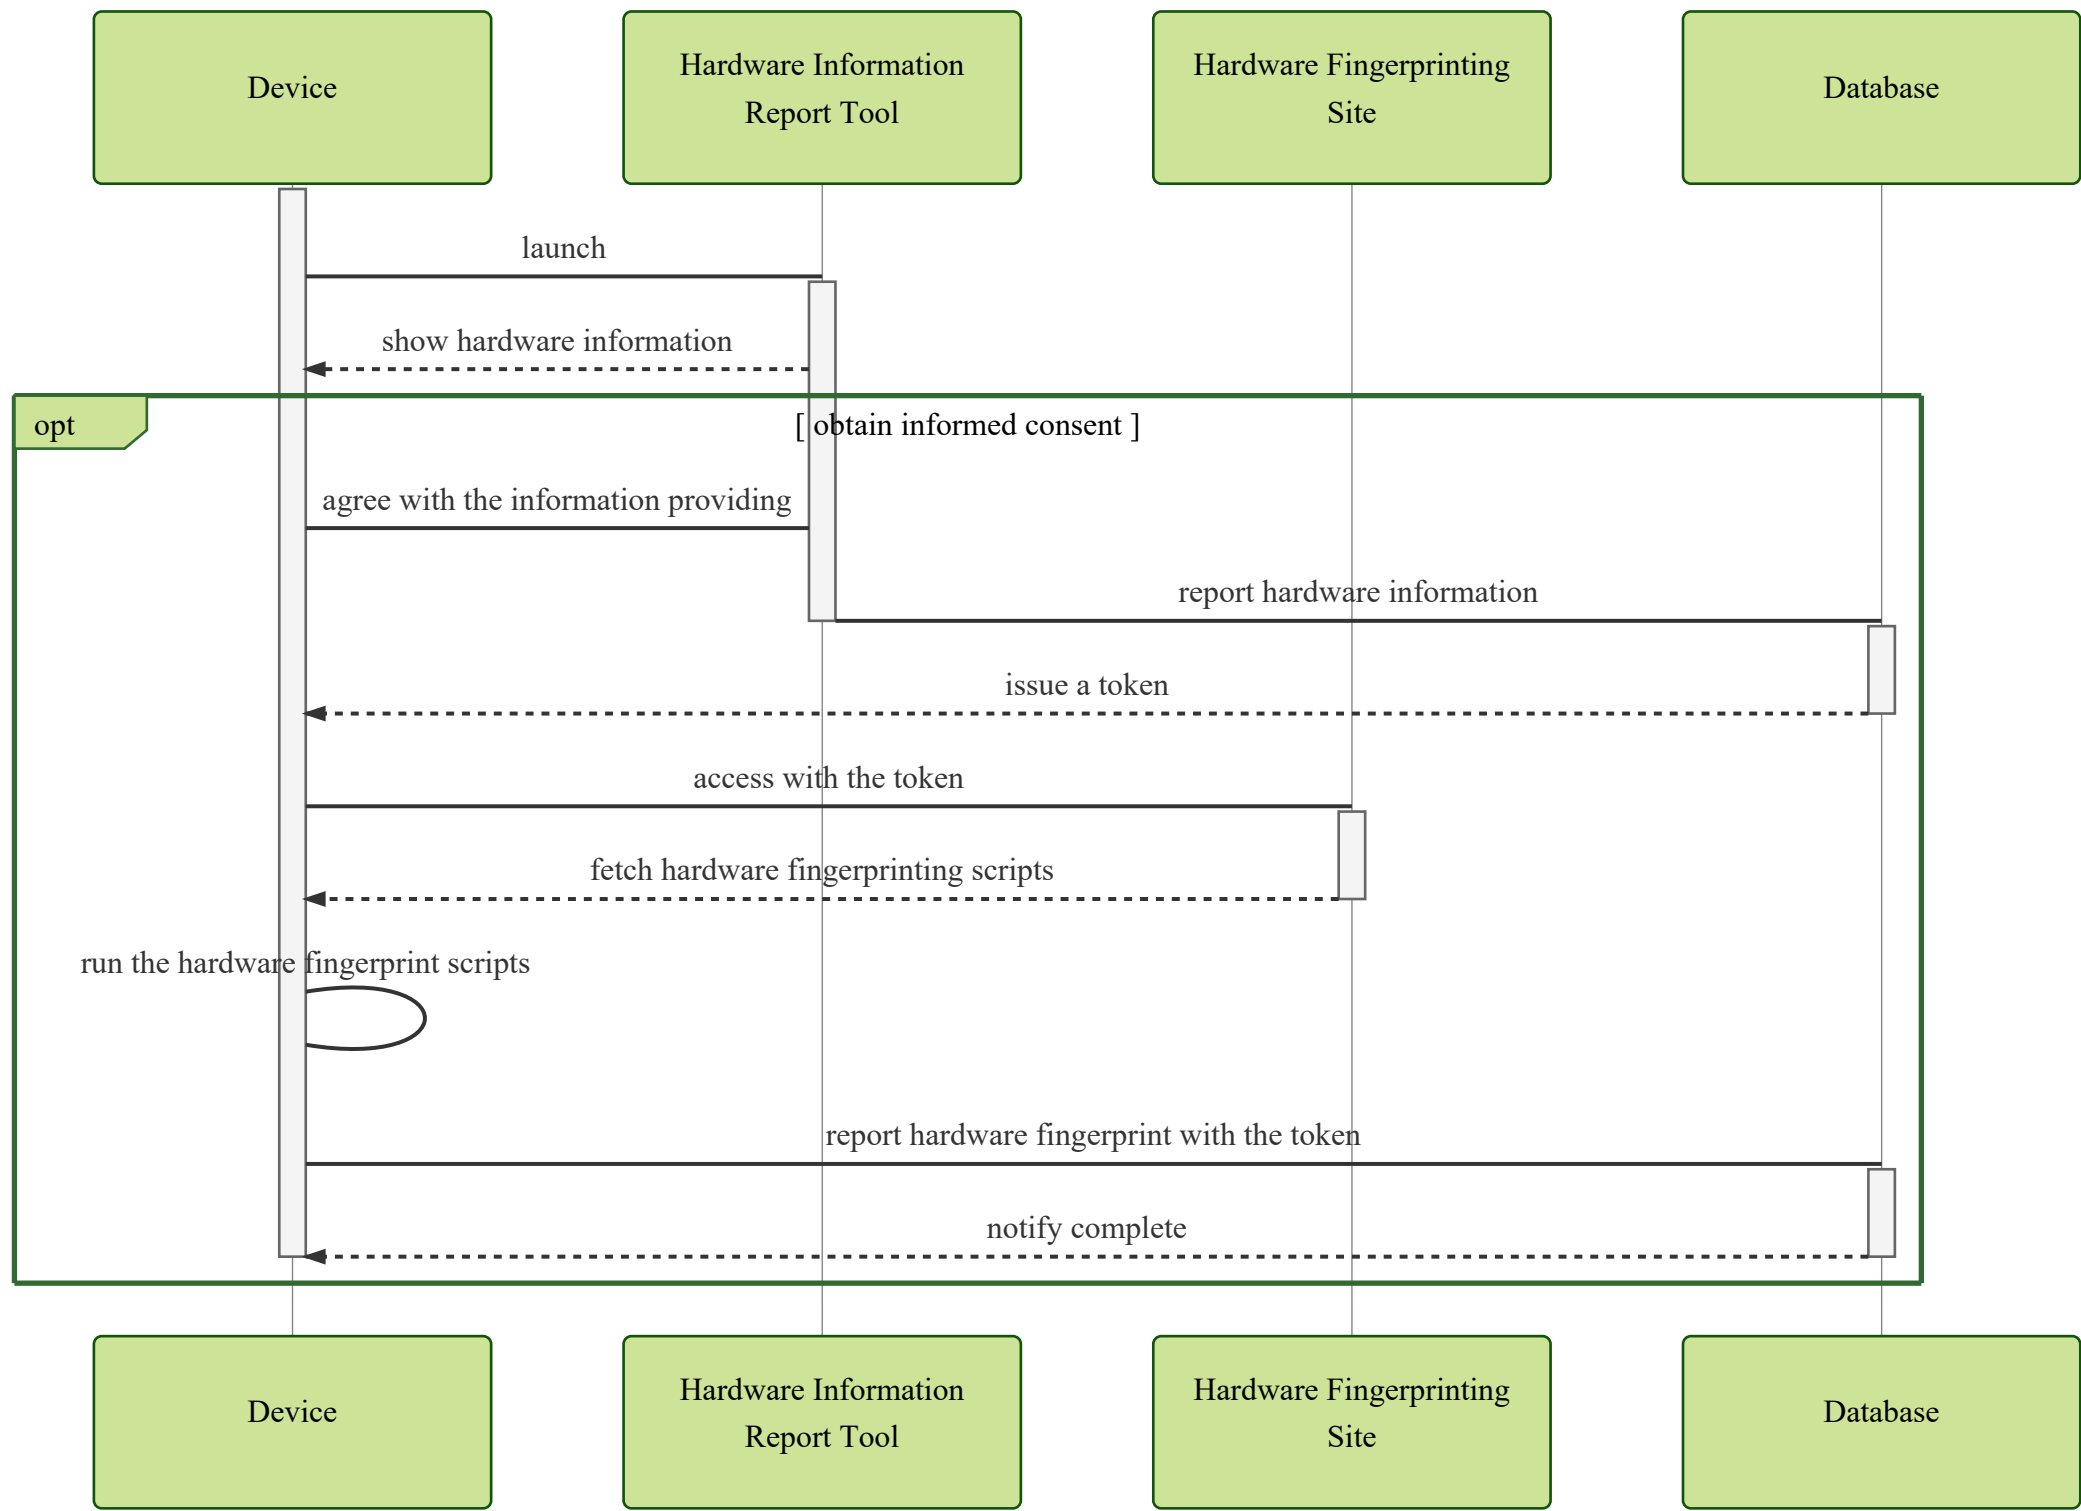 Device
Hardware Information
Report Tool
Hardware Fingerprinting
Site
Database
launch
show hardware information
opt
[ obtain informed consent ]
agree with the information providing
report hardware information
issue a token
access with the token
fetch hardware fingerprinting scripts
run the hardware fingerprint scripts
report hardware fingerprint with the token
notify complete
Device
Hardware Information
Report Tool
Hardware Fingerprinting
Site
Database